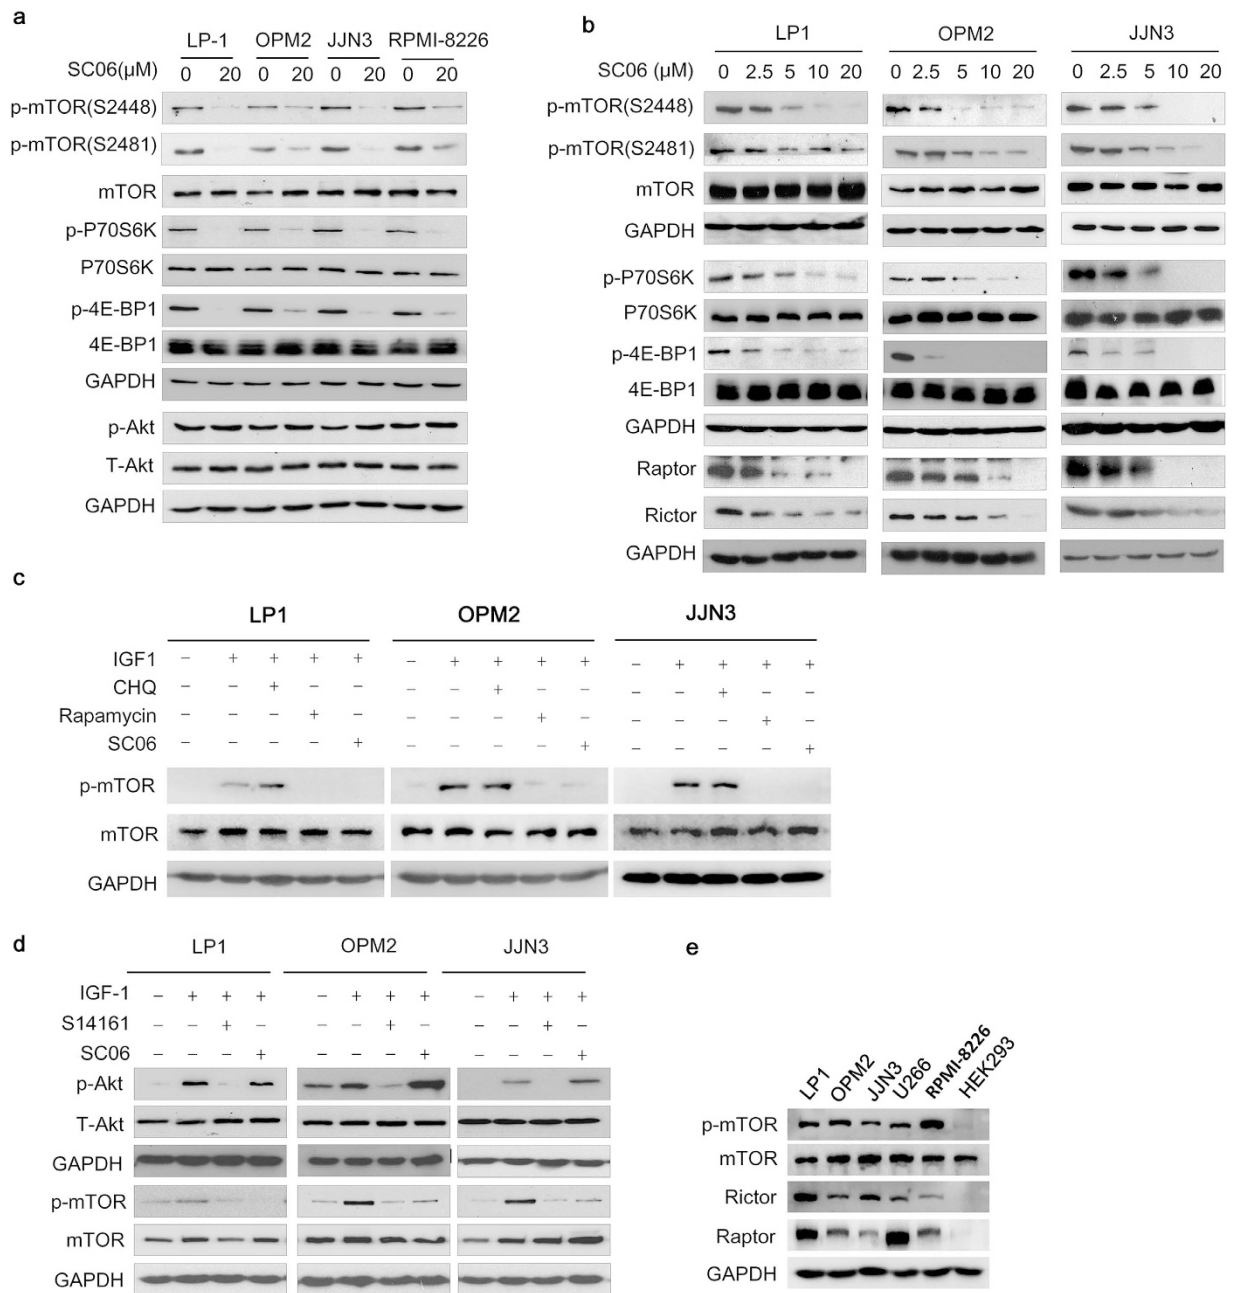 a
LP-1 OPM2 JJN3 RPMI-8226
SC06(μM) 0 20 0 20 0 20 0 20
p-mTOR(S2448)
p-mTOR(S2481)
mTOR
p-P70S6K
P70S6K
p-4E-BP1
4E-BP1
GAPDH
p-Akt
T-Akt
GAPDH
b
LP1 OPM2 JJN3
SC06 (μM) 0 2.5 5 10 20 0 2.5 5 10 20 0 2.5 5 10 20
p-mTOR(S2448)
p-mTOR(S2481)
mTOR
GAPDH
p-P70S6K
P70S6K
p-4E-BP1
4E-BP1
GAPDH
Raptor
Rictor
GAPDH
c
LP1 OPM2 JJN3
IGF1 − + + + + − + + + + − + + + +
CHQ − − + − − − − + − − − − + − −
Rapamycin − − − + − − − − + − − − − + −
SC06 − − − − + − − − − + − − − − +
p-mTOR
mTOR
GAPDH
d
LP1 OPM2 JJN3
IGF-1 − + + + − + + + − + + +
S14161 − − + − − − + − − − + −
SC06 − − − + − − − + − − − +
p-Akt
T-Akt
GAPDH
p-mTOR
mTOR
GAPDH
e
LP1 OPM2 JJN3 U266 RPMI-8226 HEK293
p-mTOR
mTOR
Rictor
Raptor
GAPDH